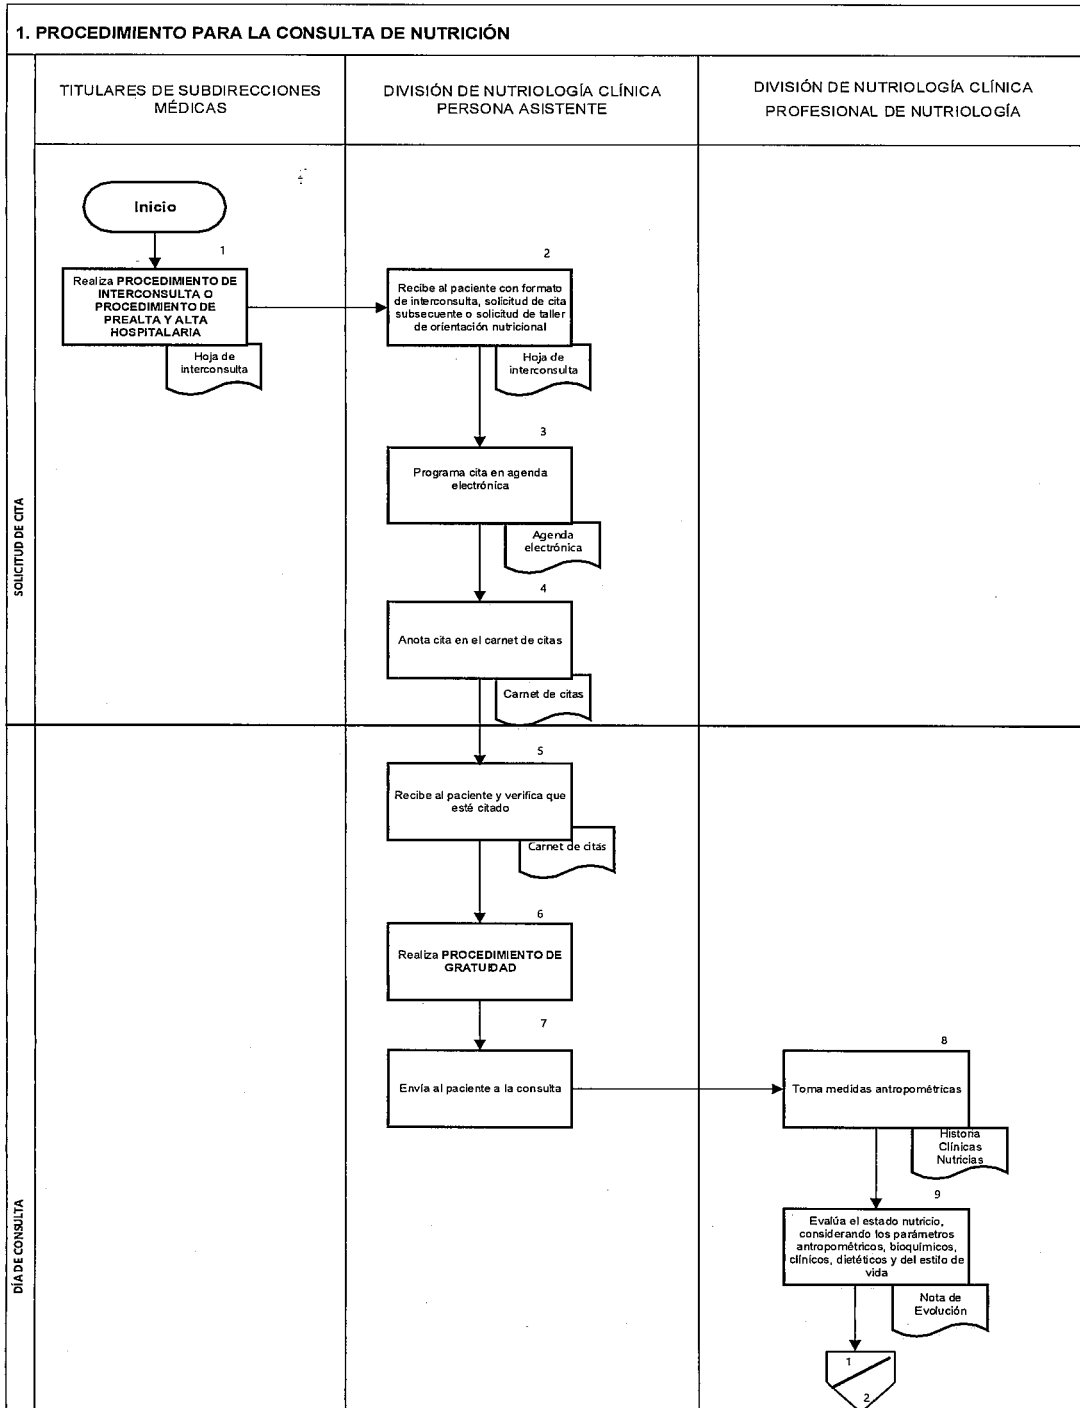 1. PROCEDIMIENTO PARA LA CONSULTA DE NUTRICIÓN
TITULARES DE SUBDIRECCIONES
MÉDICAS
DIVISIÓN DE NUTRIOLOGÍA CLÍNICA
PERSONA ASISTENTE
DIVISIÓN DE NUTRIOLOGÍA CLÍNICA
PROFESIONAL DE NUTRIOLOGÍA
SOLICITUD DE CITA
Inicio
1
Realiza PROCEDIMIENTO DE
INTERCONSULTA O
PROCEDIMIENTO DE
PREALTA Y ALTA
HOSPITALARIA
Hoja de
interconsulta
2
Recibe al paciente con formato
de interconsulta, solicitud de cita
subsecuente o solicitud de taller
de orientación nutricional
Hoja de
interconsulta
3
Programa cita en agenda
electrónica
Agenda
electrónica
4
Anota cita en el carnet de citas
Carnet de citas
DÍA DE CONSULTA
5
Recibe al paciente y verifica que
esté citado
Carnet de citas
6
Realiza PROCEDIMIENTO DE
GRATUIDAD
7
Envía al paciente a la consulta
8
Toma medidas antropométricas
Historia
Clínicas
Nutricias
9
Evalúa el estado nutricio,
considerando los parámetros
antropométricos, bioquímicos,
clínicos, dietéticos y del estilo de
vida
Nota de
Evolución
1
2